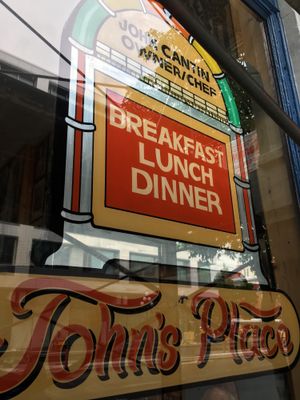 JOHN CANTIN
OWNER/CHEF
BREAKFAST
LUNCH
DINNER
John's Place